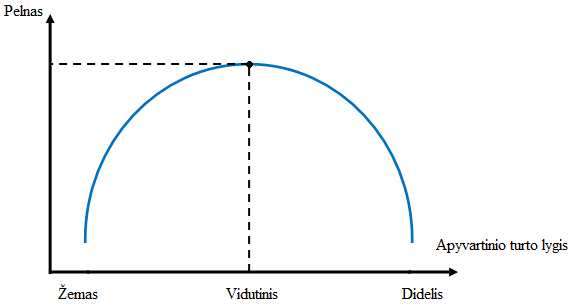 Pelnas
Apyvartinio turto lygis
Žemas
Vidutinis
Didelis